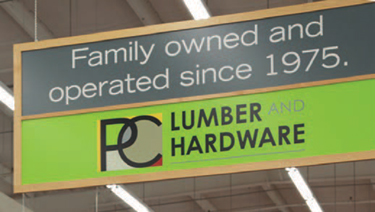 Family owned and
operated since 1975.
PC LUMBER AND
HARDWARE